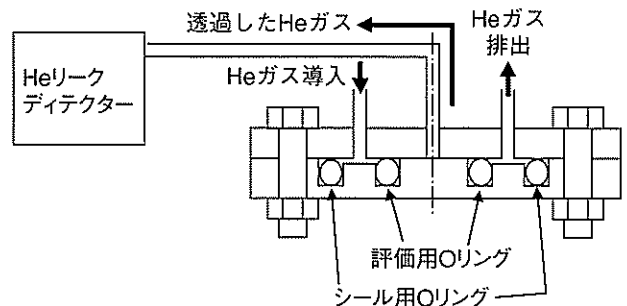 透過したHeガス
Heガス
排出
Heリーク
ディテクター
Heガス導入
評価用Oリング
シール用Oリング